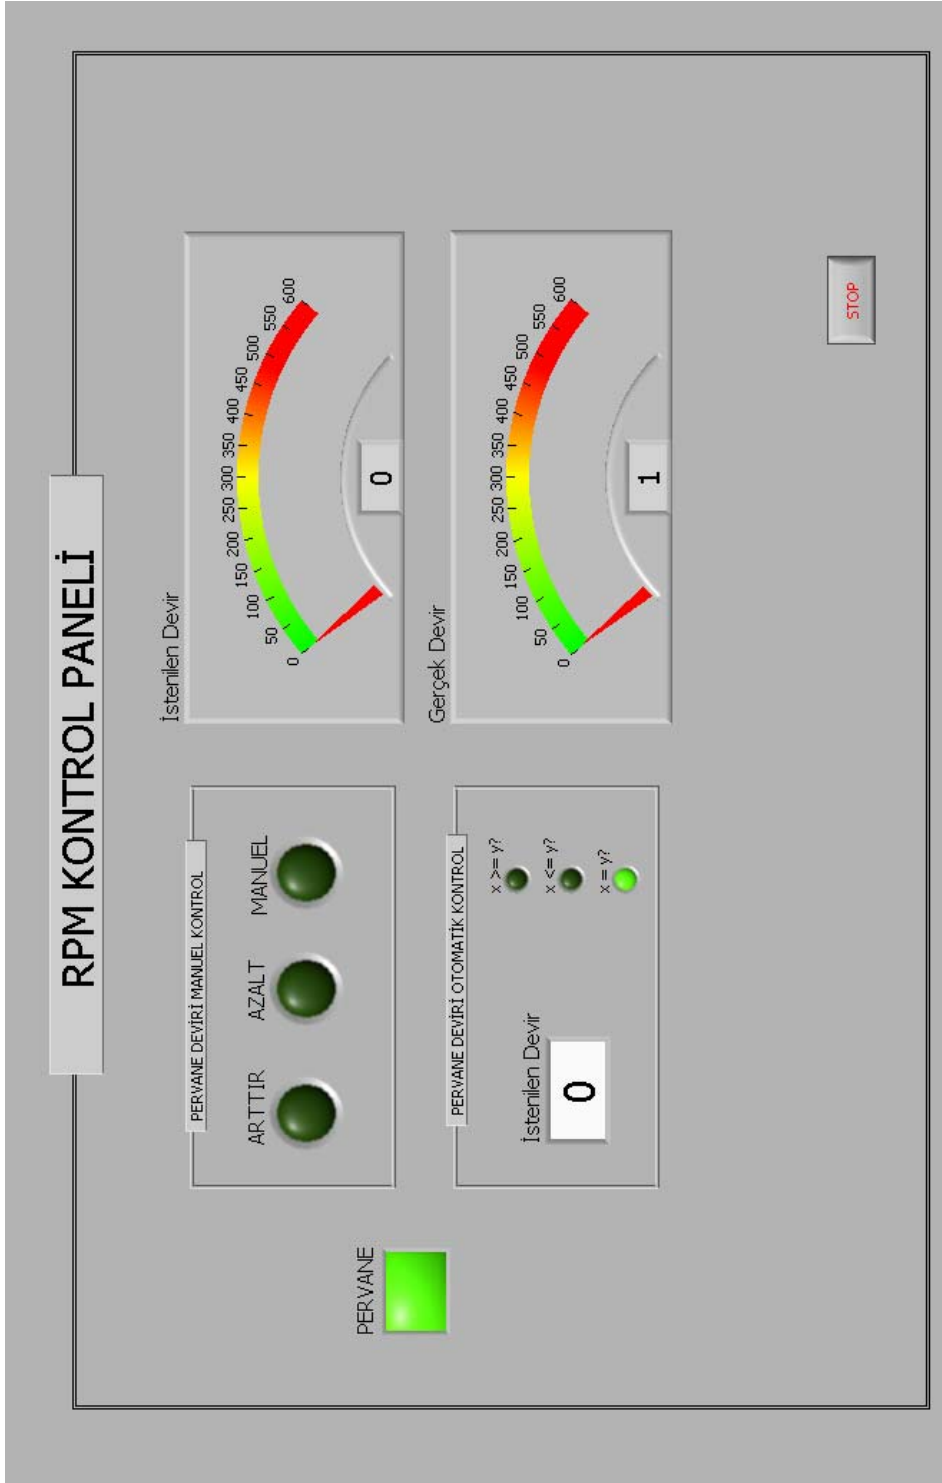 RPM KONTROL PANELİ
PERVANE
PERVANE DEVİRİ MANUEL KONTROL
ARTTIR AZALT MANUEL
PERVANE DEVİRİ OTOMATİK KONTROL
İstenilen Devir
0
x >= y?
x <= y?
x = y?
İstenilen Devir
0 50 100 150 200 250 300 350 400 450 500 550 600
0
Gerçek Devir
0 50 100 150 200 250 300 350 400 450 500 550 600
1
STOP